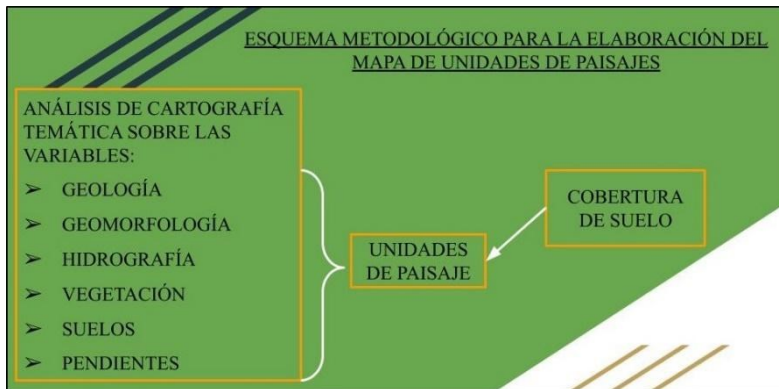 ESQUEMA METODOLÓGICO PARA LA ELABORACIÓN DEL
MAPA DE UNIDADES DE PAISAJES
ANÁLISIS DE CARTOGRAFÍA
TEMÁTICA SOBRE LAS
VARIABLES:
➢ GEOLOGÍA
➢ GEOMORFOLOGÍA
➢ HIDROGRAFÍA
➢ VEGETACIÓN
➢ SUELOS
➢ PENDIENTES
UNIDADES
DE PAISAJE
COBERTURA
DE SUELO